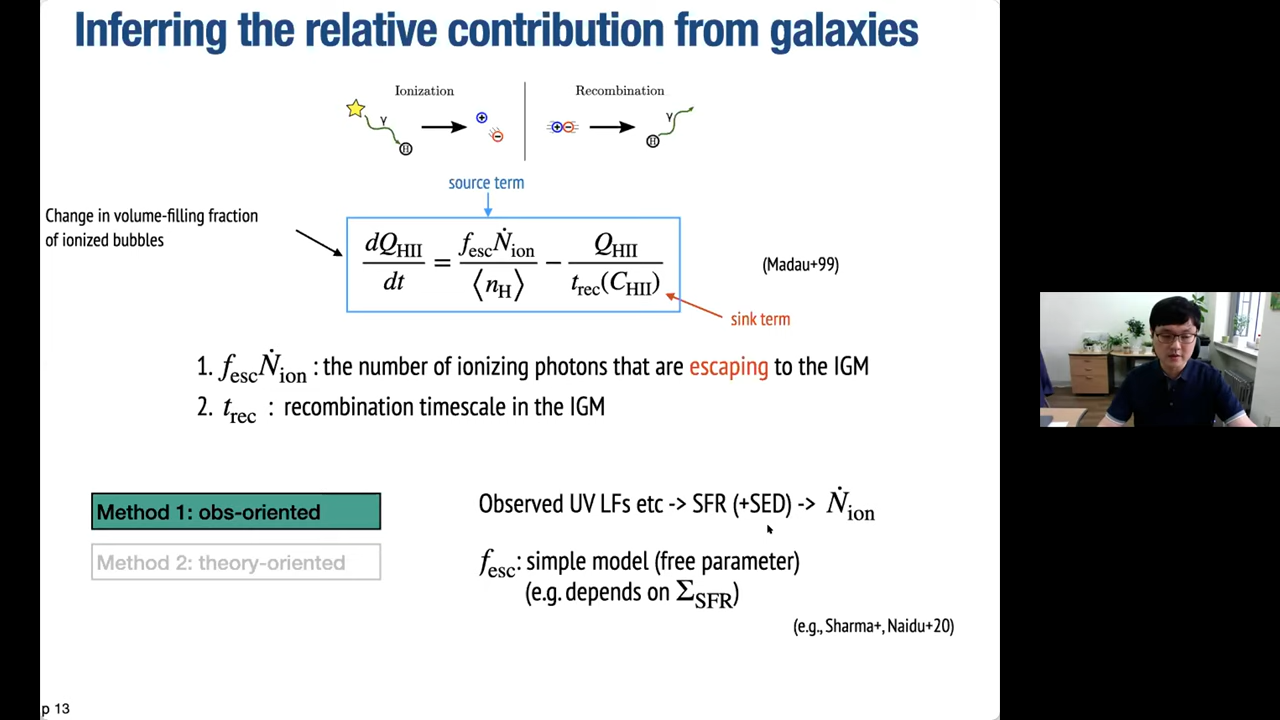 Inferring the relative contribution from galaxies
Ionization
Recombination
γ
H
+
−
+ −
H
γ
source term
Change in volume-filling fraction
of ionized bubbles
dQ_HII / dt = f_esc Ṅ_ion / ⟨n_H⟩ − Q_HII / t_rec(C_HII)
(Madau+99)
sink term
1. f_esc Ṅ_ion : the number of ionizing photons that are escaping to the IGM
2. t_rec : recombination timescale in the IGM
Method 1: obs-oriented
Method 2: theory-oriented
Observed UV LFs etc -> SFR (+SED) -> Ṅ_ion
f_esc: simple model (free parameter)
(e.g. depends on Σ_SFR)
(e.g., Sharma+, Naidu+20)
p 13